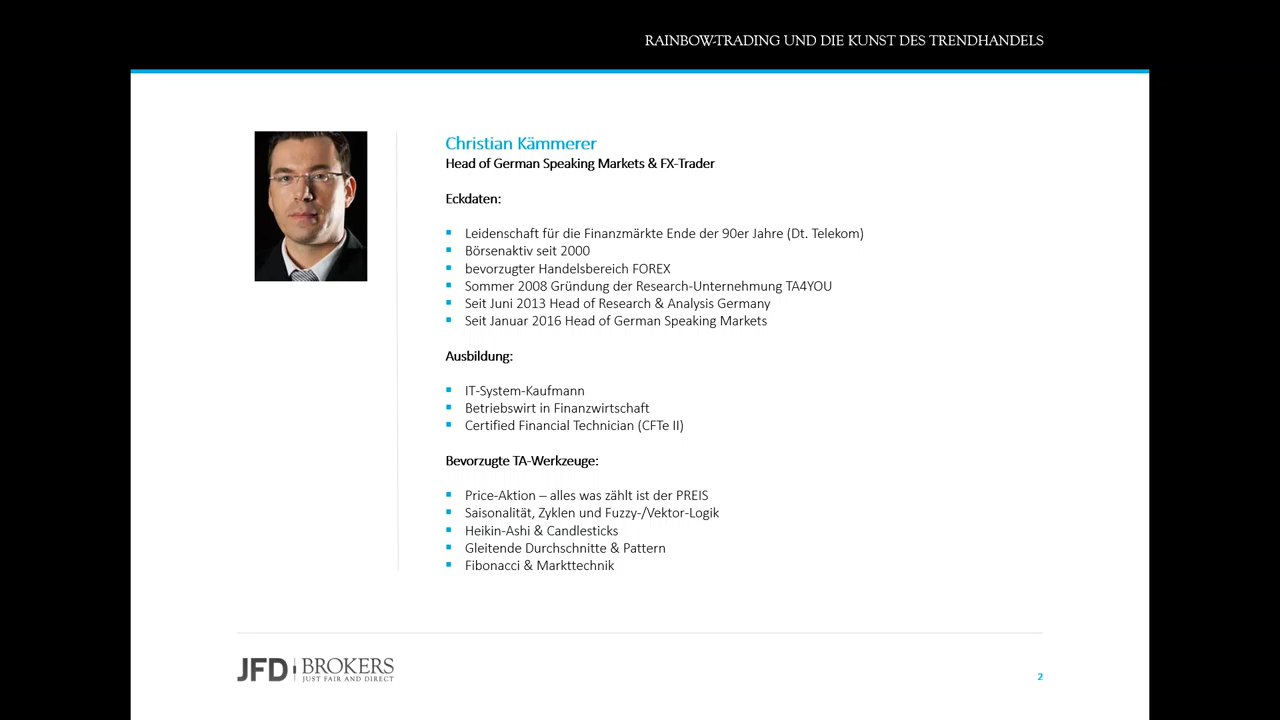 RAINBOW-TRADING UND DIE KUNST DES TRENDHANDELS
Christian Kämmerer
Head of German Speaking Markets & FX-Trader
Eckdaten:
Leidenschaft für die Finanzmärkte Ende der 90er Jahre (Dt. Telekom)
Börsenaktiv seit 2000
bevorzugter Handelsbereich FOREX
Sommer 2008 Gründung der Research-Unternehmung TA4YOU
Seit Juni 2013 Head of Research & Analysis Germany
Seit Januar 2016 Head of German Speaking Markets
Ausbildung:
IT-System-Kaufmann
Betriebswirt in Finanzwirtschaft
Certified Financial Technician (CFTe II)
Bevorzugte TA-Werkzeuge:
Price-Aktion – alles was zählt ist der PREIS
Saisonalität, Zyklen und Fuzzy-/Vektor-Logik
Heikin-Ashi & Candlesticks
Gleitende Durchschnitte & Pattern
Fibonacci & Markttechnik
JFD BROKERS
JUST FAIR AND DIRECT
2